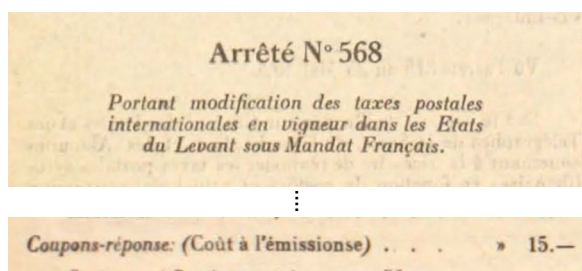 Arrêté N° 568
Portant modification des taxes postales
internationales en vigueur dans les Etats
du Levant sous Mandat Français.
Coupons-réponse: (Coùt à l'émissionse) . . . . » 15.—